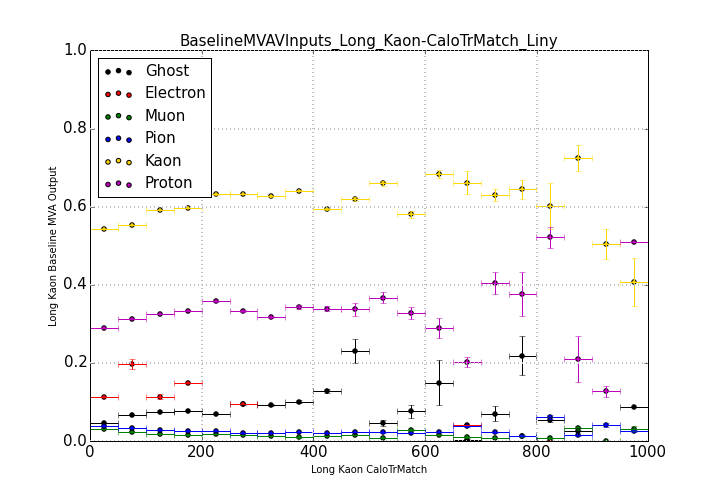 BaselineMVAVInputs_Long_Kaon-CaloTrMatch_Liny
1.0
0.8
0.6
0.4
0.2
0.0
Long Kaon Baseline MVA Output
Ghost
Electron
Muon
Pion
Kaon
Proton
0
200
400
600
800
1000
Long Kaon CaloTrMatch